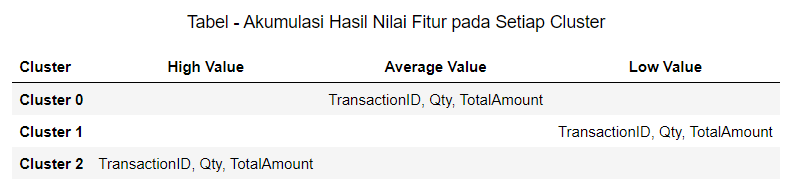 Tabel - Akumulasi Hasil Nilai Fitur pada Setiap Cluster
Cluster High Value Average Value Low Value
Cluster 0 TransactionID, Qty, TotalAmount
Cluster 1 TransactionID, Qty, TotalAmount
Cluster 2 TransactionID, Qty, TotalAmount